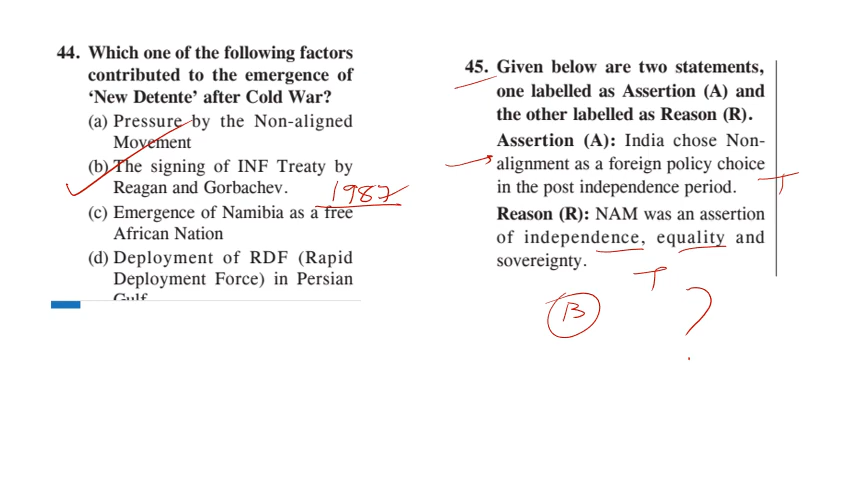 44. Which one of the following factors
contributed to the emergence of
‘New Detente’ after Cold War?
(a) Pressure by the Non-aligned
Movement
(b) The signing of INF Treaty by
Reagan and Gorbachev.
1987
(c) Emergence of Namibia as a free
African Nation
(d) Deployment of RDF (Rapid
Deployment Force) in Persian
Gulf
45. Given below are two statements,
one labelled as Assertion (A) and
the other labelled as Reason (R).
Assertion (A): India chose Non-
alignment as a foreign policy choice
in the post independence period.
T
Reason (R): NAM was an assertion
of independence, equality and
sovereignty.
T
B
?